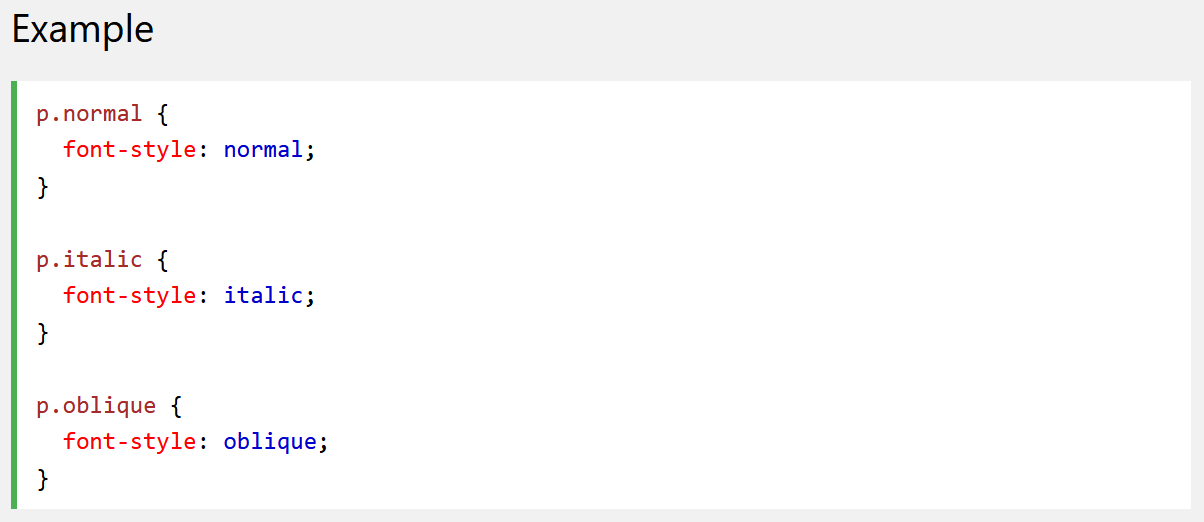 Example
p.normal {
  font-style: normal;
}
p.italic {
  font-style: italic;
}
p.oblique {
  font-style: oblique;
}